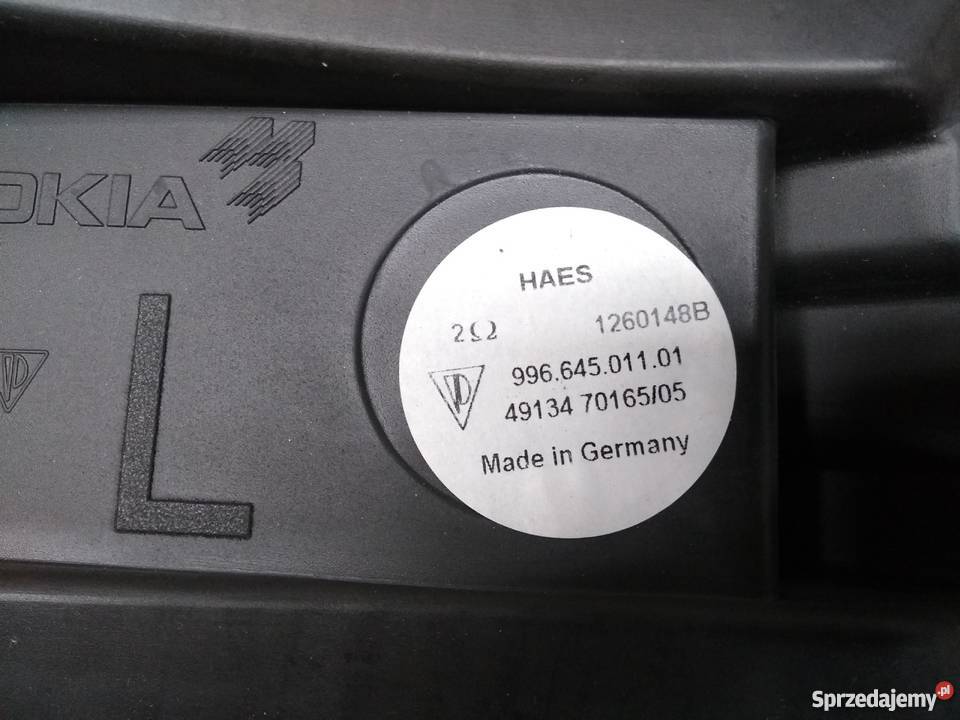 OKIA
L
HAES
2Ω 1260148B
996.645.011.01
49134 70165/05
Made in Germany
Sprzedajemy.pl